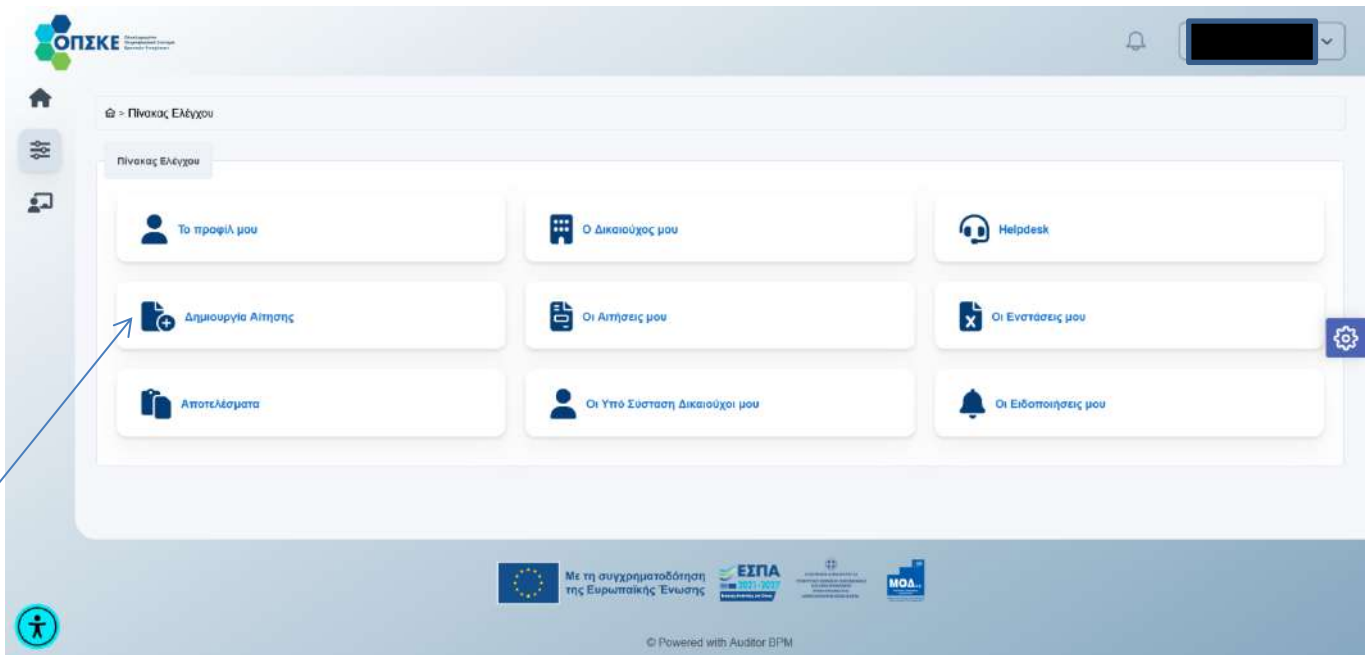 ΟΠΣΚΕ
> Πίνακας Ελέγχου
Πίνακας Ελέγχου
Το προφίλ μου
Ο Δικαιούχος μου
Helpdesk
Δημιουργία Αίτησης
Οι Αιτήσεις μου
Οι Ενστάσεις μου
Αποτελέσματα
Οι Υπό Σύσταση Δικαιούχοι μου
Οι Ειδοποιήσεις μου
Με τη συγχρηματοδότηση
της Ευρωπαϊκής Ένωσης
ΕΣΠΑ
2021-2027
ΜΟΔ
© Powered with Auditor BPM